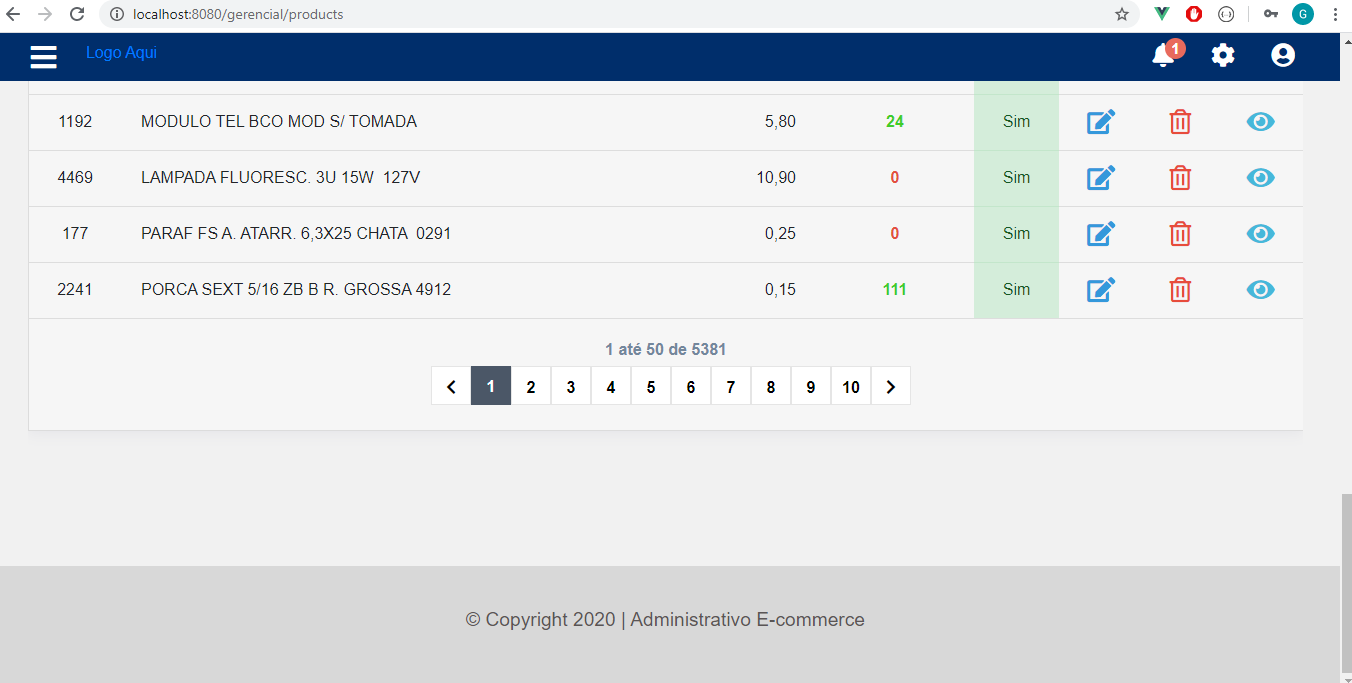 localhost:8080/gerencial/products
G
Logo Aqui
1
1192 MODULO TEL BCO MOD S/ TOMADA 5,80 24 Sim
4469 LAMPADA FLUORESC. 3U 15W 127V 10,90 0 Sim
177 PARAF FS A. ATARR. 6,3X25 CHATA 0291 0,25 0 Sim
2241 PORCA SEXT 5/16 ZB B R. GROSSA 4912 0,15 111 Sim
1 até 50 de 5381
1 2 3 4 5 6 7 8 9 10
© Copyright 2020 | Administrativo E-commerce